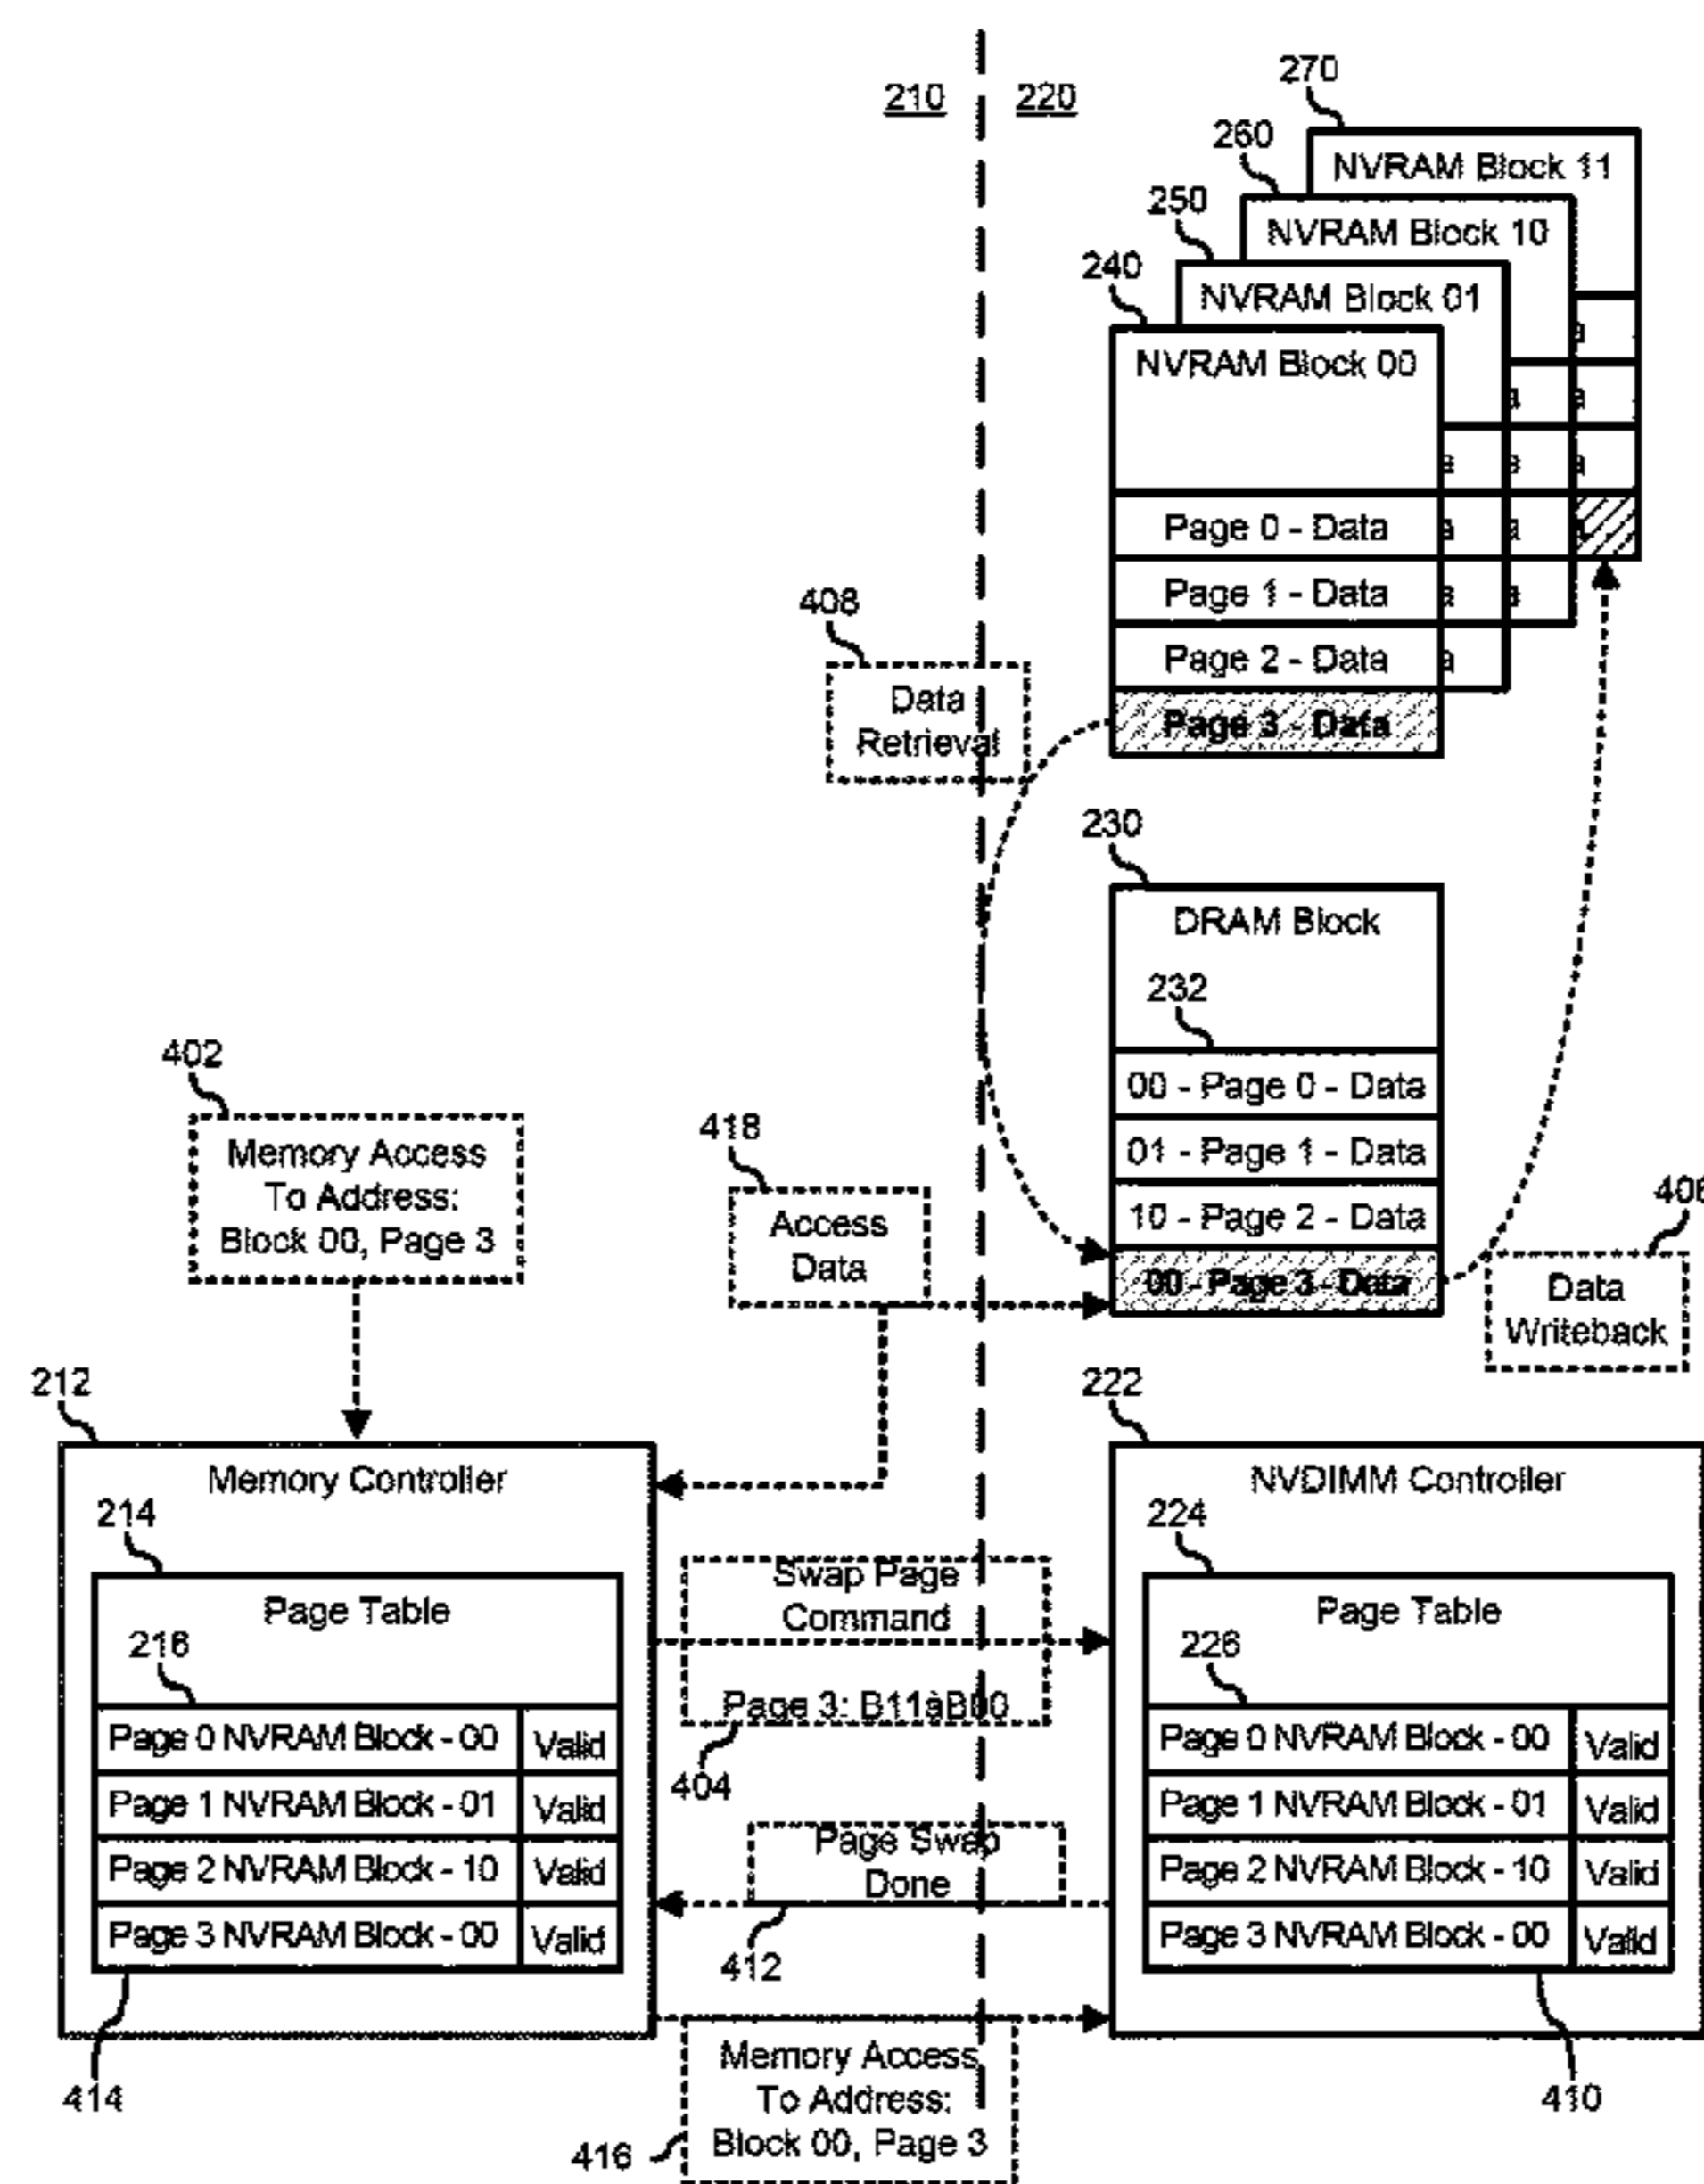 210
220
270
NVRAM Block 11
260
NVRAM Block 10
250
NVRAM Block 01
240
NVRAM Block 00
a
a
a
a
a
a
a
Page 0 - Data
a
a
Page 1 - Data
a
a
Page 2 - Data
a
Page 3 - Data
408
Data
Retrieval
230
DRAM Block
232
00 - Page 0 - Data
01 - Page 1 - Data
10 - Page 2 - Data
00 - Page 3 - Data
402
Memory Access
To Address:
Block 00, Page 3
418
Access
Data
406
Data
Writeback
212
Memory Controller
214
Page Table
216
Page 0 NVRAM Block - 00 Valid
Page 1 NVRAM Block - 01 Valid
Page 2 NVRAM Block - 10 Valid
Page 3 NVRAM Block - 00 Valid
414
Swap Page
Command
Page 3: B11àB00
404
Page Swap
Done
412
Memory Access
To Address:
Block 00, Page 3
416
222
NVDIMM Controller
224
Page Table
226
Page 0 NVRAM Block - 00 Valid
Page 1 NVRAM Block - 01 Valid
Page 2 NVRAM Block - 10 Valid
Page 3 NVRAM Block - 00 Valid
410